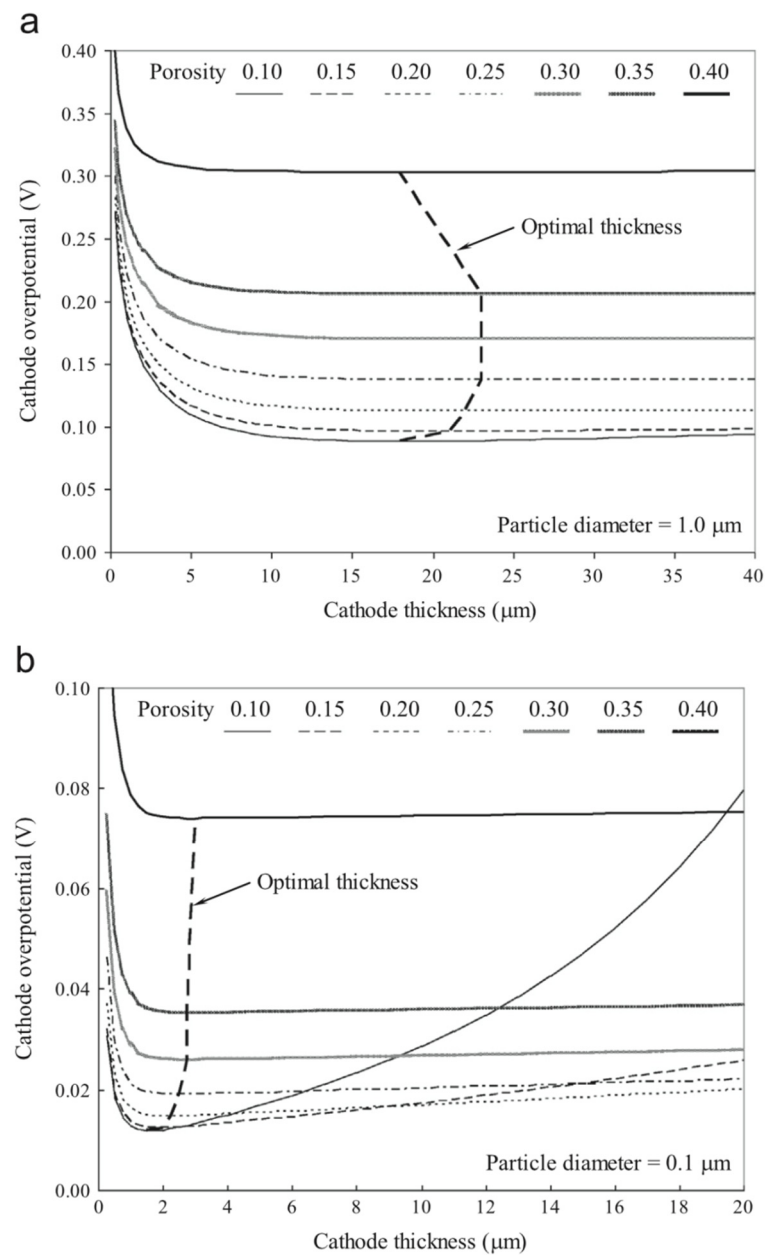 a
0.40
0.35
0.30
0.25
0.20
0.15
0.10
0.05
0.00
Cathode overpotential (V)
Porosity 0.10 0.15 0.20 0.25 0.30 0.35 0.40
Optimal thickness
Particle diameter = 1.0 μm
0 5 10 15 20 25 30 35 40
Cathode thickness (μm)
b
0.10
0.08
0.06
0.04
0.02
0.00
Cathode overpotential (V)
Porosity 0.10 0.15 0.20 0.25 0.30 0.35 0.40
Optimal thickness
Particle diameter = 0.1 μm
0 2 4 6 8 10 12 14 16 18 20
Cathode thickness (μm)